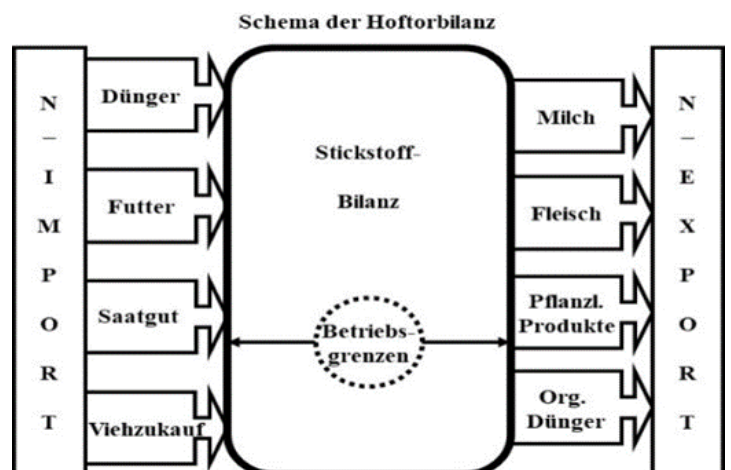 Schema der Hoftorbilanz
N
–
I
M
P
O
R
T
Dünger
Futter
Saatgut
Viehzukauf
Stickstoff-
Bilanz
Betriebs-
grenzen
Milch
Fleisch
Pflanzl.
Produkte
Org.
Dünger
N
–
E
X
P
O
R
T